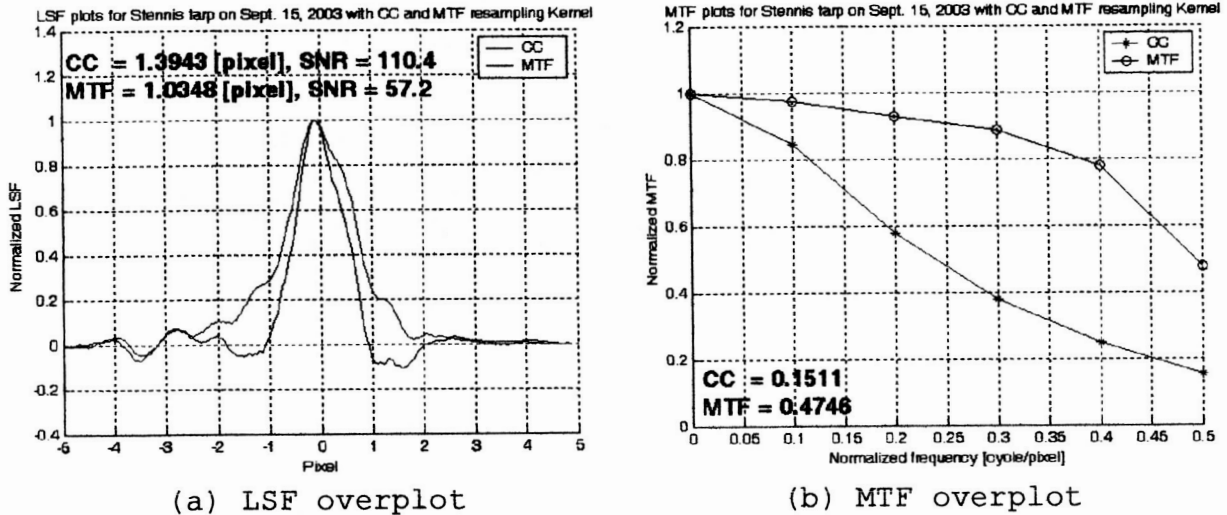 LSF plots for Stennis tarp on Sept. 15, 2003 with CC and MTF resampling Kernel
1.4
1.2
1
0.8
0.6
0.4
0.2
0
-0.2
-0.4
Normalized LSF
CC = 1.3943 [pixel], SNR = 110.4
MTF = 1.0348 [pixel], SNR = 57.2
CC
MTF
-5 -4 -3 -2 -1 0 1 2 3 4 5
Pixel
(a) LSF overplot
MTF plots for Stennis tarp on Sept. 15, 2003 with CC and MTF resampling Kernel
1.2
1
0.8
0.6
0.4
0.2
0
Normalized MTF
CC
MTF
CC = 0.1511
MTF = 0.4746
0 0.05 0.1 0.15 0.2 0.25 0.3 0.35 0.4 0.45 0.5
Normalized frequency [cycle/pixel]
(b) MTF overplot